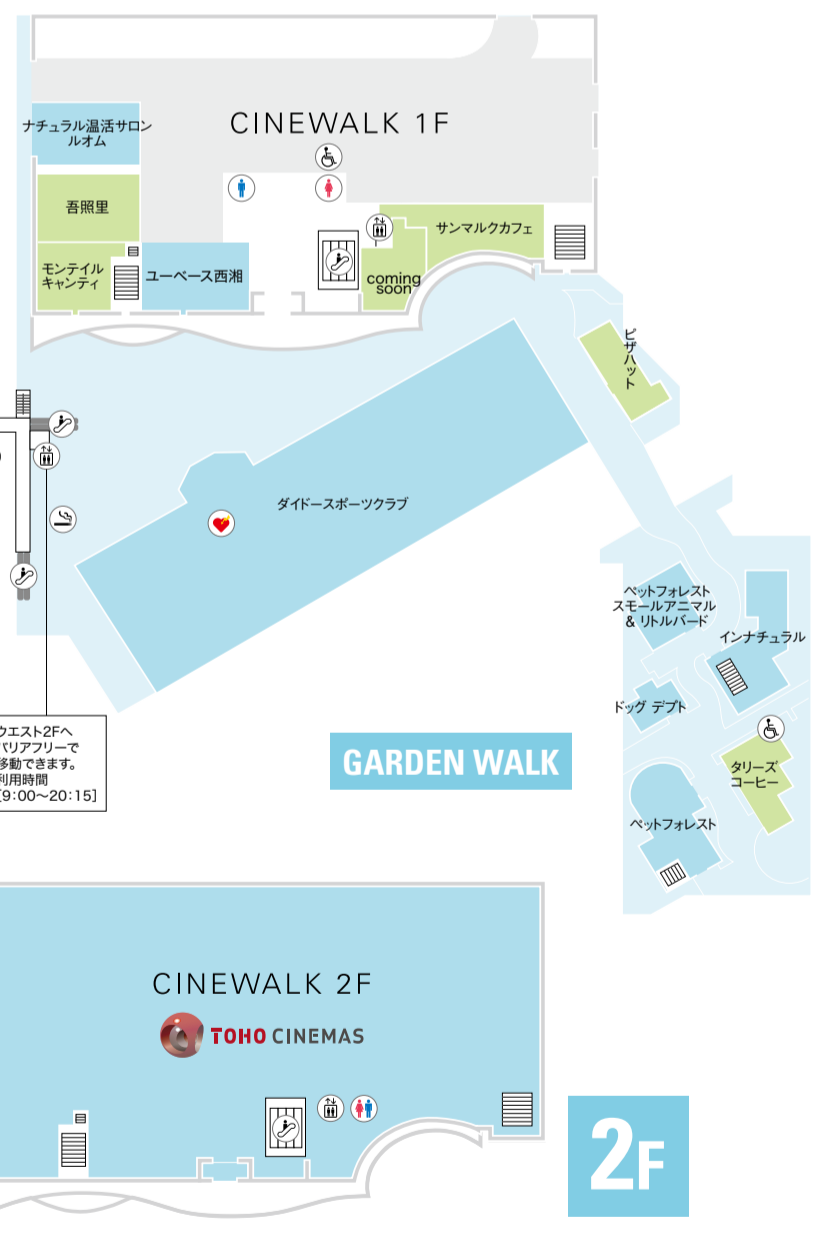 CINEWALK 1F
ナチュラル温活サロン
ルオム
吾照里
モンテイル
キャンティ
ユーベース西湘
coming
soon
サンマルクカフェ
ピザハット
ダイドースポーツクラブ
ペットフォレスト
スモールアニマル
& リトルバード
インナチュラル
ドッグ デプト
タリーズ
コーヒー
ペットフォレスト
ウエスト2Fへ
バリアフリーで
移動できます。
利用時間
[9:00〜20:15]
GARDEN WALK
CINEWALK 2F
TOHO CINEMAS
2F